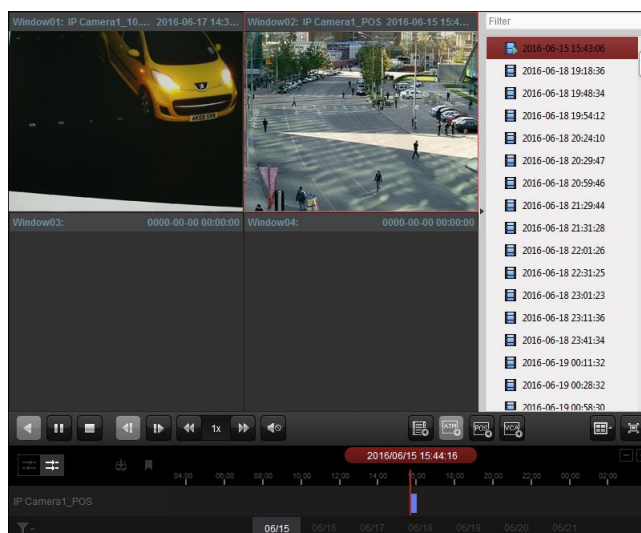 Window01: IP Camera1_10.... 2016-06-17 14:3...
Window02: IP Camera1_POS 2016-06-15 15:4...
Filter
2016-06-15 15:43:06
2016-06-18 19:18:36
2016-06-18 19:48:34
2016-06-18 19:54:12
2016-06-18 20:24:10
2016-06-18 20:29:47
2016-06-18 20:59:46
2016-06-18 21:29:44
2016-06-18 21:31:28
2016-06-18 22:01:26
2016-06-18 22:31:25
2016-06-18 23:01:23
2016-06-18 23:11:36
2016-06-18 23:41:34
2016-06-19 00:11:32
2016-06-19 00:28:32
2016-06-19 00:58:30
Window03: 0000-00-00 00:00:00
Window04: 0000-00-00 00:00:00
1x
ATM
POS
VCA
2016/06/15 15:44:16
04:00 06:00 08:00 10:00 12:00 14:00 16:00 18:00 20:00 22:00 00:00 02:00
IP Camera1_POS
06/15 06/16 06/17 06/18 06/19 06/20 06/21